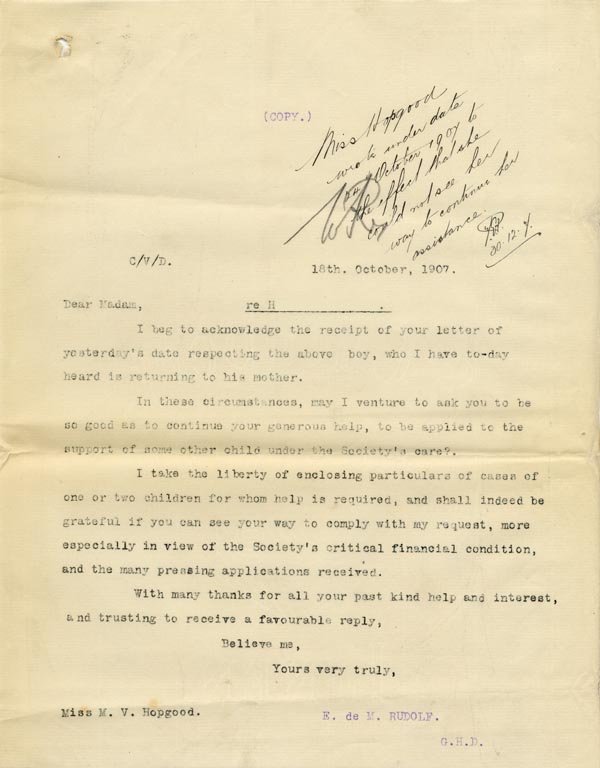 (COPY.)
Miss Hopgood
wrote under date
October 1907 to
the effect that she
could not see her
way to continue her
assistance.
30.12.7.
C/V/D.
18th. October, 1907.
Dear Madam,
re H .
I beg to acknowledge the receipt of your letter of
yesterday's date respecting the above boy, who I have to-day
heard is returning to his mother.
In these circumstances, may I venture to ask you to be
so good as to continue your generous help, to be applied to the
support of some other child under the Society's care?.
I take the liberty of enclosing particulars of cases of
one or two children for whom help is required, and shall indeed be
grateful if you can see your way to comply with my request, more
especially in view of the Society's critical financial condition,
and the many pressing applications received.
With many thanks for all your past kind help and interest,
and trusting to receive a favourable reply,
Believe me,
Yours very truly,
Miss M. V. Hopgood.
E. de M. RUDOLF.
G.H.D.